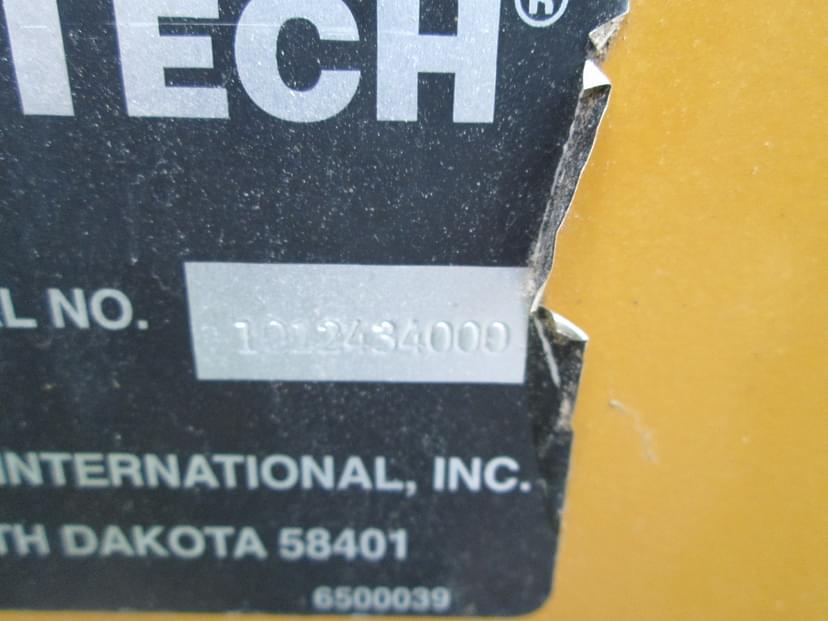 TECH®
L NO. 1012434000
INTERNATIONAL, INC.
TH DAKOTA 58401
6500039